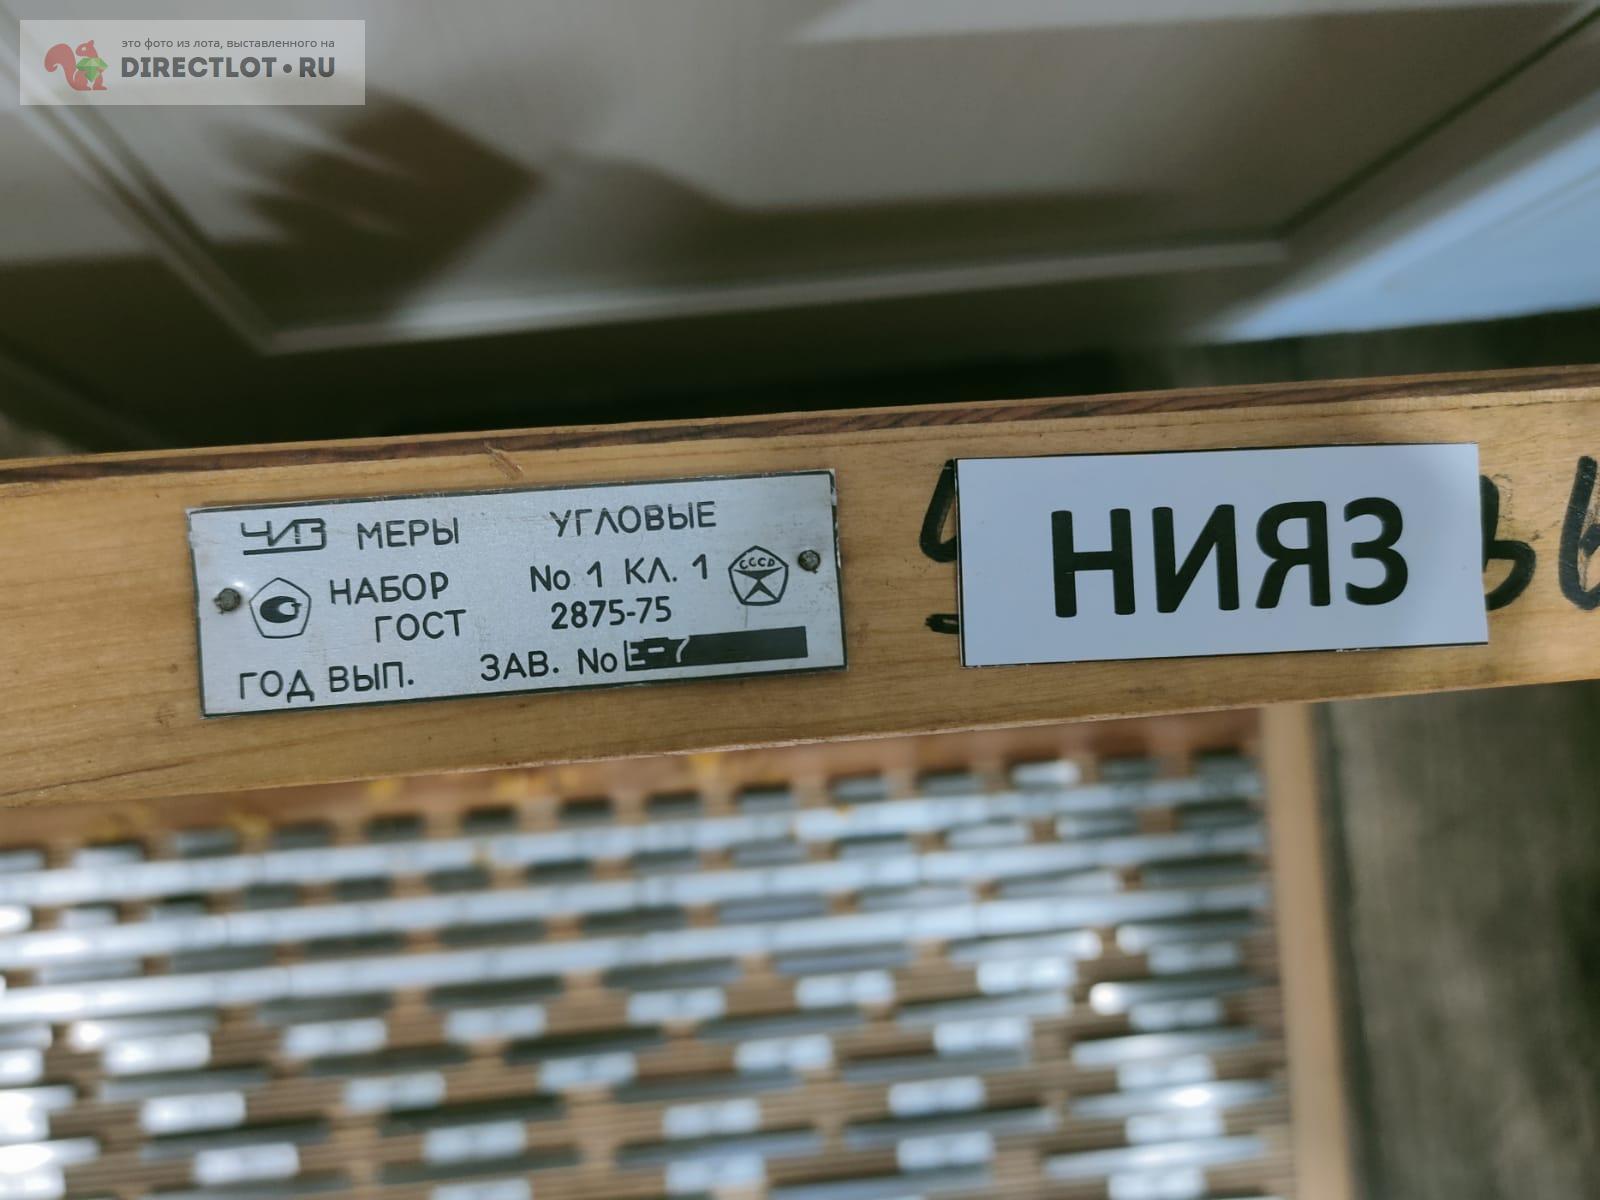 это фото из лота, выставленного на
DIRECTLOT•RU
ЧИЗ МЕРЫ УГЛОВЫЕ
НАБОР No 1 КЛ. 1
СССР
ГОСТ 2875-75
ГОД ВЫП. ЗАВ. No Е-7
НИЯЗ